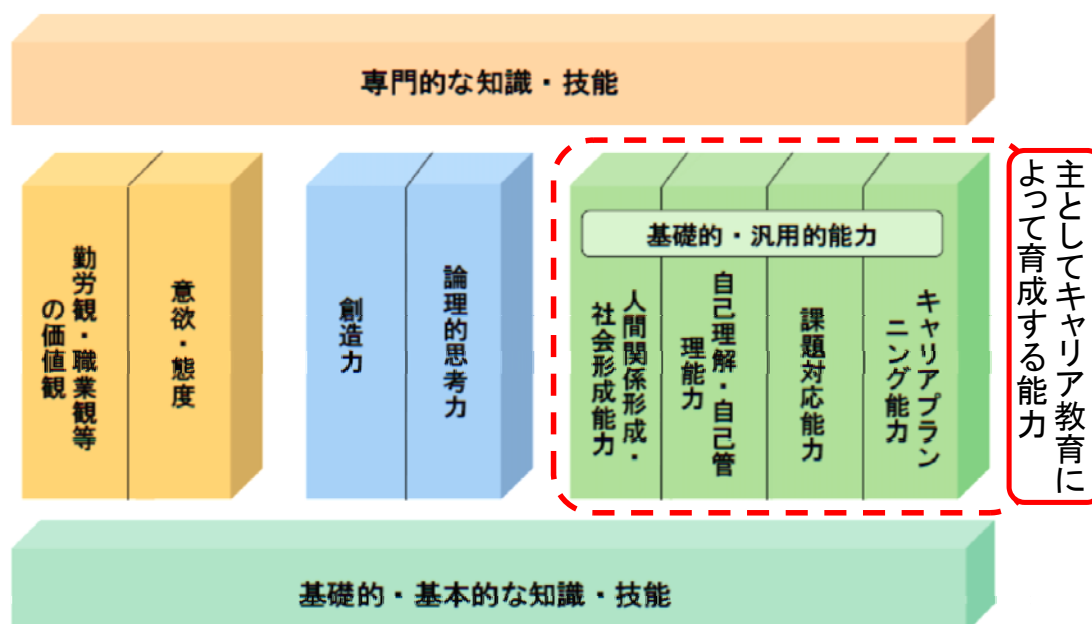 専門的な知識・技能
勤労観・職業観等
の価値観
意欲・態度
創造力
論理的思考力
基礎的・汎用的能力
人間関係形成・
社会形成能力
自己理解・自己管
理能力
課題対応能力
キャリアプラン
ニング能力
主としてキャリア教育に
よって育成する能力
基礎的・基本的な知識・技能